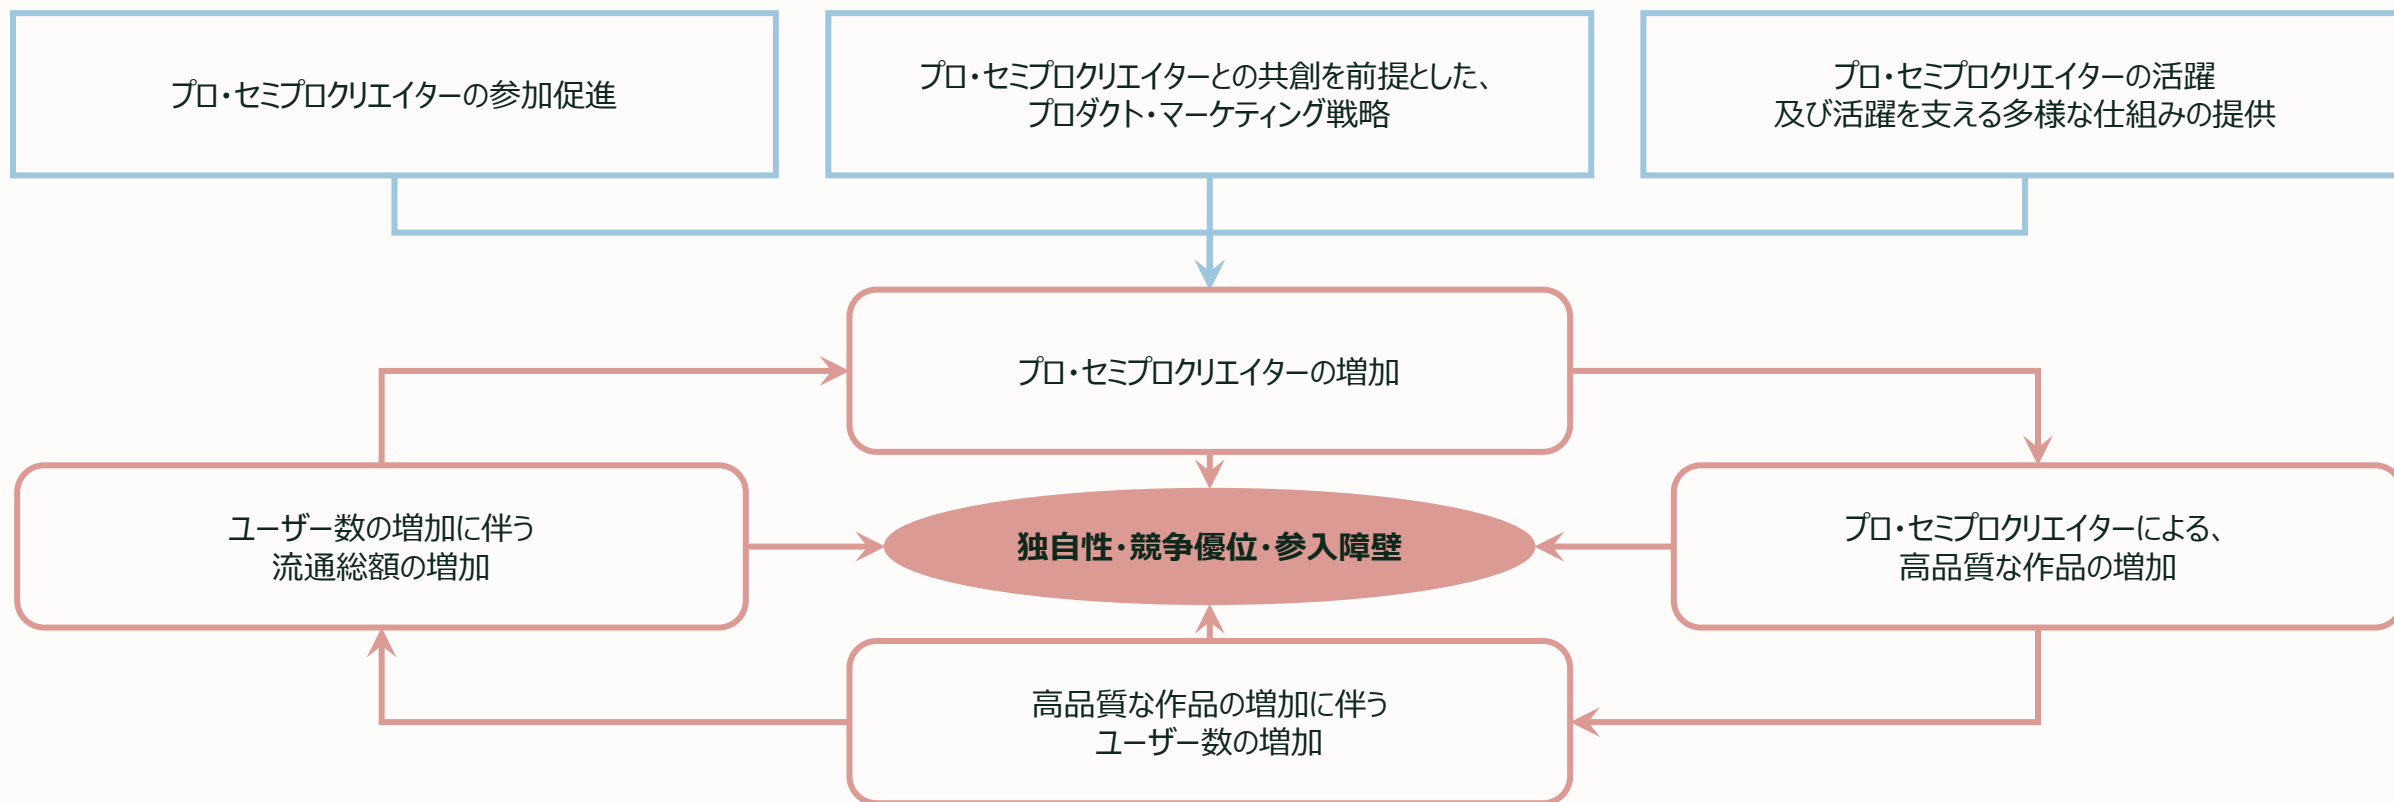 プロ・セミプロクリエイターの参加促進
プロ・セミプロクリエイターとの共創を前提とした、
プロダクト・マーケティング戦略
プロ・セミプロクリエイターの活躍
及び活躍を支える多様な仕組みの提供
プロ・セミプロクリエイターの増加
ユーザー数の増加に伴う
流通総額の増加
独自性・競争優位・参入障壁
プロ・セミプロクリエイターによる、
高品質な作品の増加
高品質な作品の増加に伴う
ユーザー数の増加